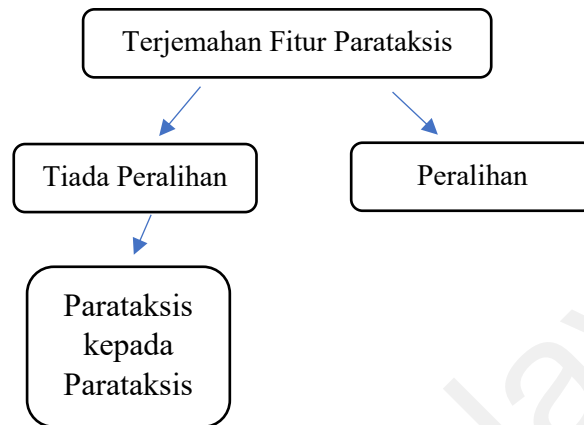 Terjemahan Fitur Parataksis
Tiada Peralihan
Peralihan
Parataksis
kepada
Parataksis